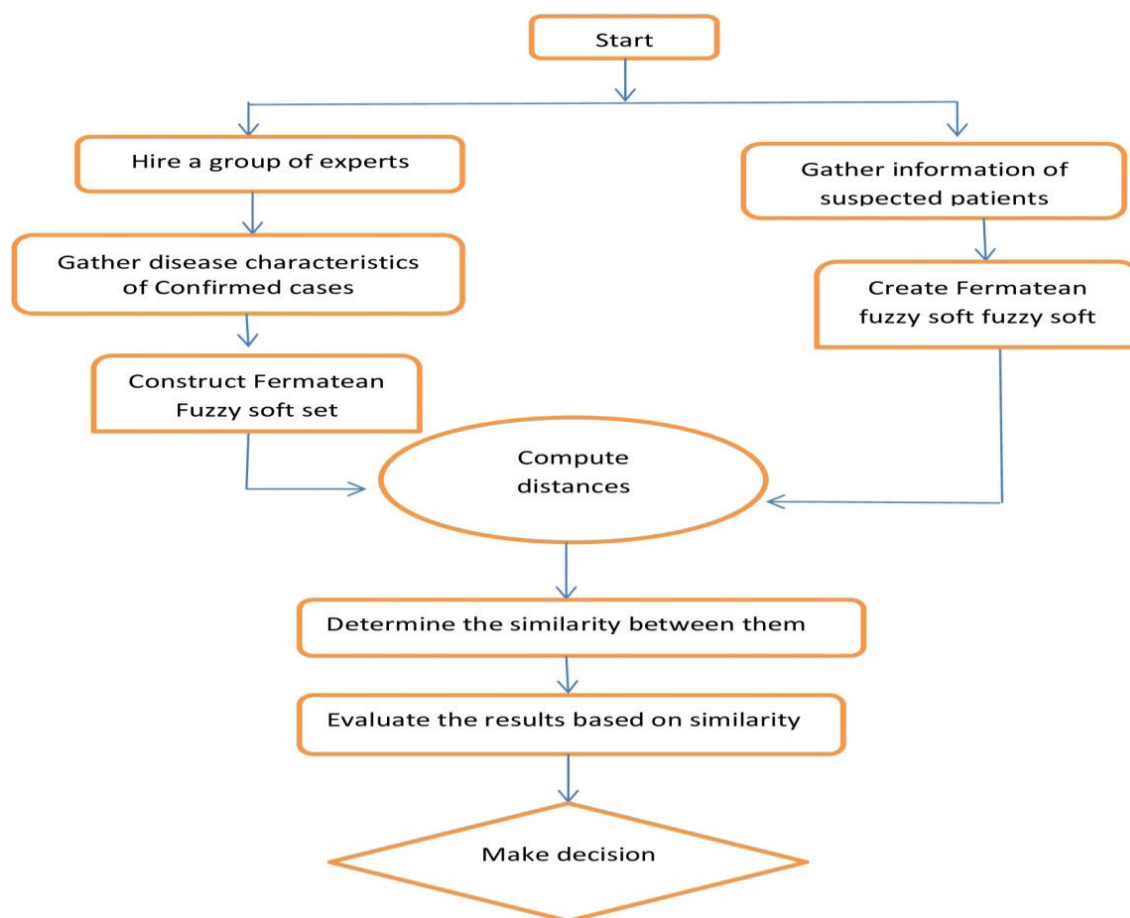 Start
Hire a group of experts
Gather information of
suspected patients
Gather disease characteristics
of Confirmed cases
Create Fermatean
fuzzy soft fuzzy soft
Construct Fermatean
Fuzzy soft set
Compute
distances
Determine the similarity between them
Evaluate the results based on similarity
Make decision